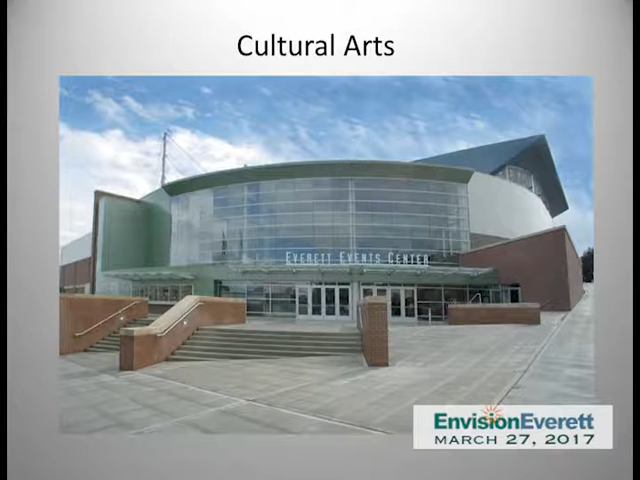 Cultural Arts
EVERETT EVENTS CENTER
EnvisionEverett
MARCH 27, 2017